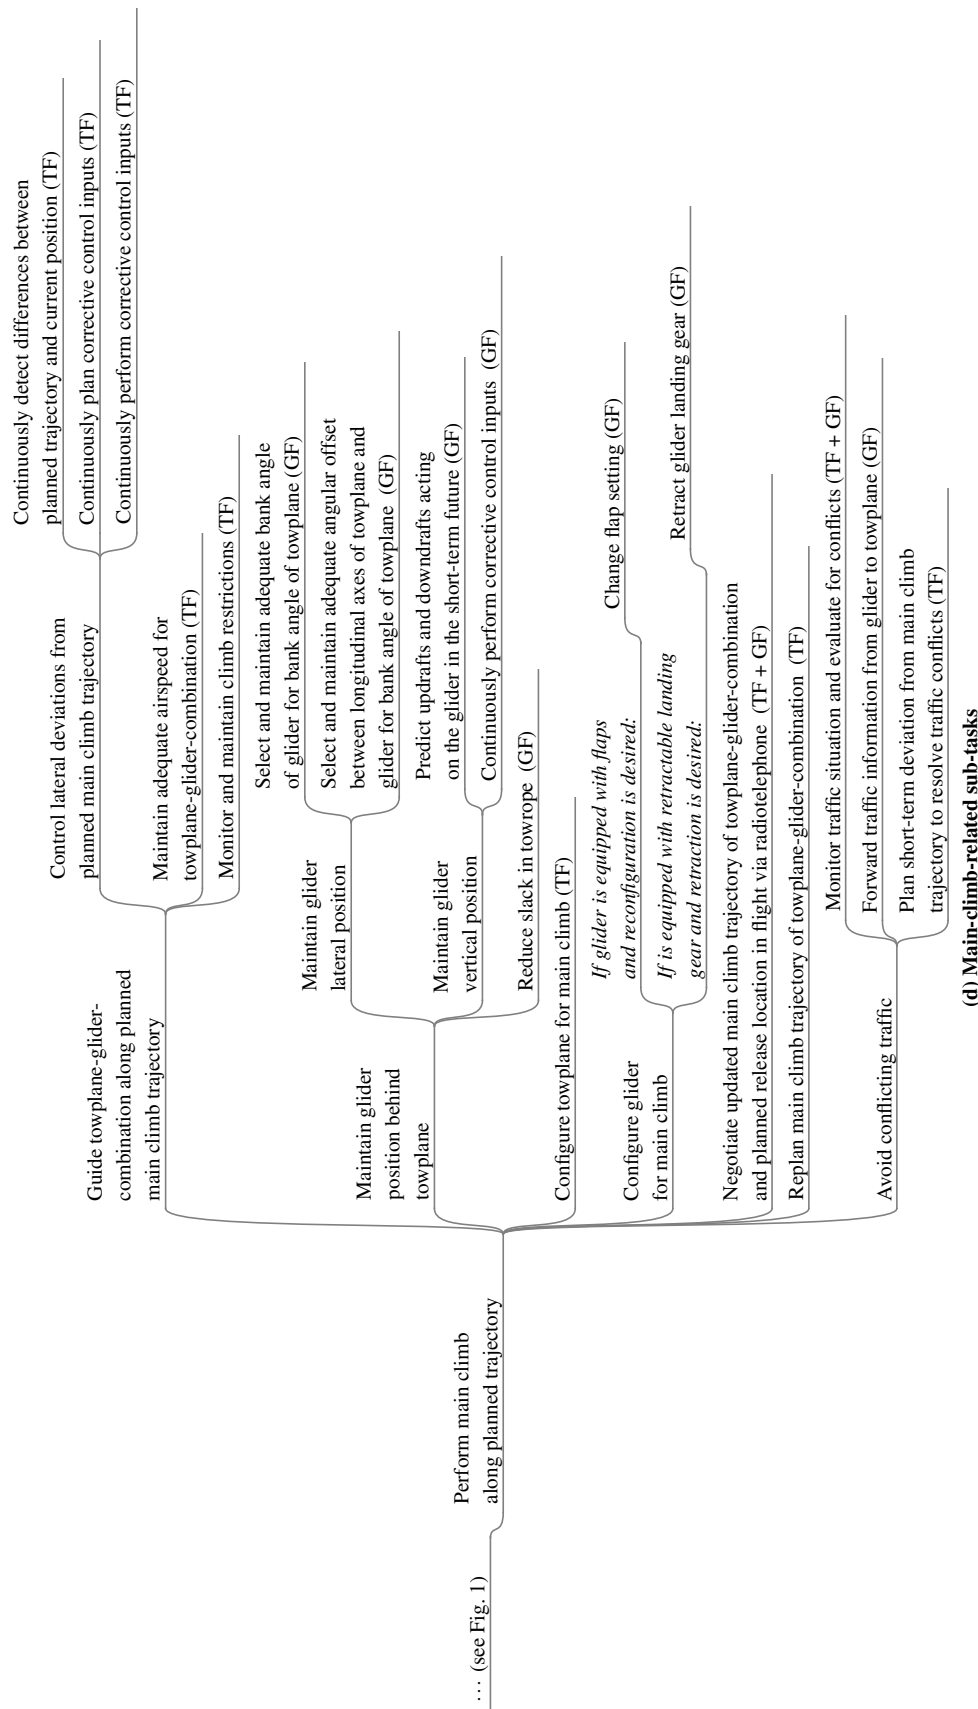 … (see Fig. 1)
Perform main climb
along planned trajectory
Guide towplane-glider-
combination along planned
main climb trajectory
Control lateral deviations from
planned main climb trajectory
Continuously detect differences between
planned trajectory and current position (TF)
Continuously plan corrective control inputs (TF)
Continuously perform corrective control inputs (TF)
Maintain adequate airspeed for
towplane-glider-combination (TF)
Monitor and maintain climb restrictions (TF)
Maintain glider
position behind
towplane
Maintain glider
lateral position
Select and maintain adequate bank angle
of glider for bank angle of towplane (GF)
Select and maintain adequate angular offset
between longitudinal axes of towplane and
glider for bank angle of towplane (GF)
Maintain glider
vertical position
Predict updrafts and downdrafts acting
on the glider in the short-term future (GF)
Continuously perform corrective control inputs (GF)
Reduce slack in towrope (GF)
Configure towplane for main climb (TF)
Configure glider
for main climb
If glider is equipped with flaps
and reconfiguration is desired:
Change flap setting (GF)
If is equipped with retractable landing
gear and retraction is desired:
Retract glider landing gear (GF)
Negotiate updated main climb trajectory of towplane-glider-combination
and planned release location in flight via radiotelephone (TF + GF)
Replan main climb trajectory of towplane-glider-combination (TF)
Avoid conflicting traffic
Monitor traffic situation and evaluate for conflicts (TF + GF)
Forward traffic information from glider to towplane (GF)
Plan short-term deviation from main climb
trajectory to resolve traffic conflicts (TF)
(d) Main-climb-related sub-tasks